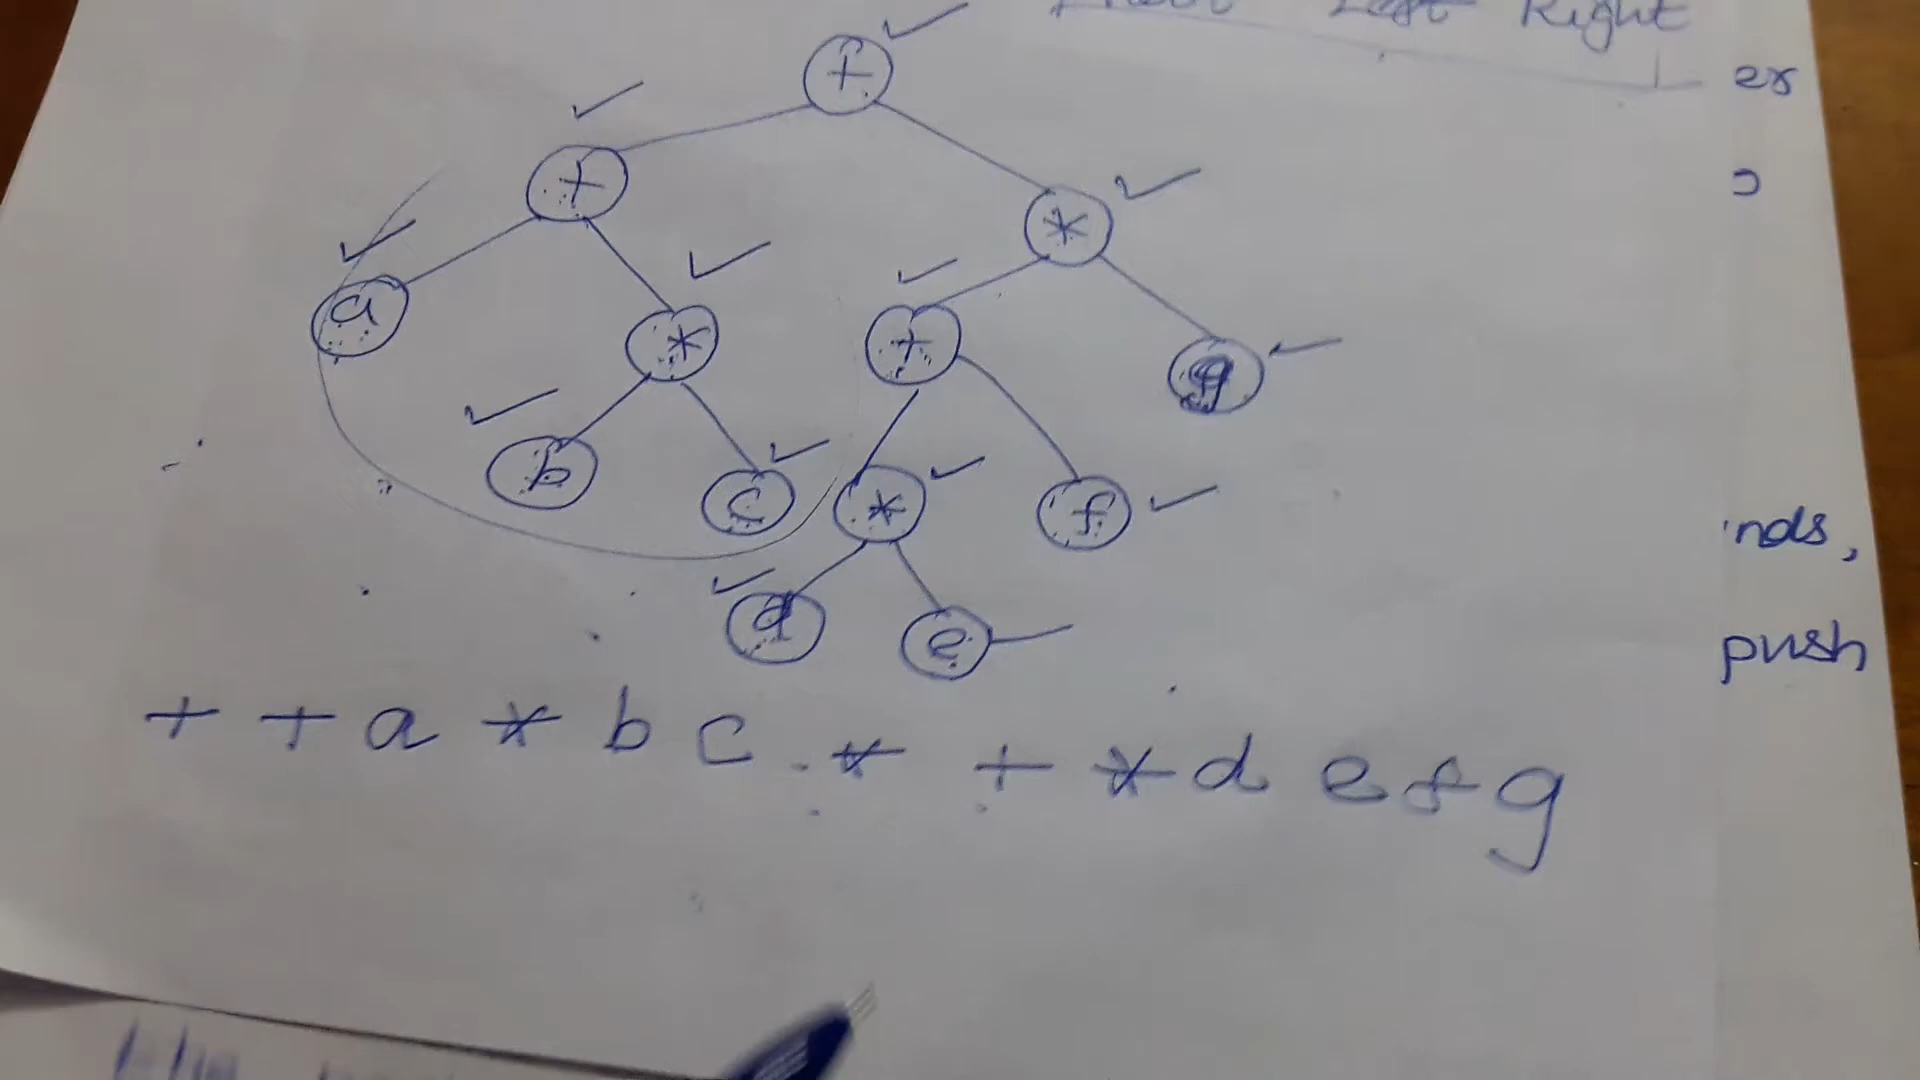 Right
+
er
+
*
a
*
+
g
b
c
*
f
nds,
d
e
push
+ + a * b c * + * d e f g